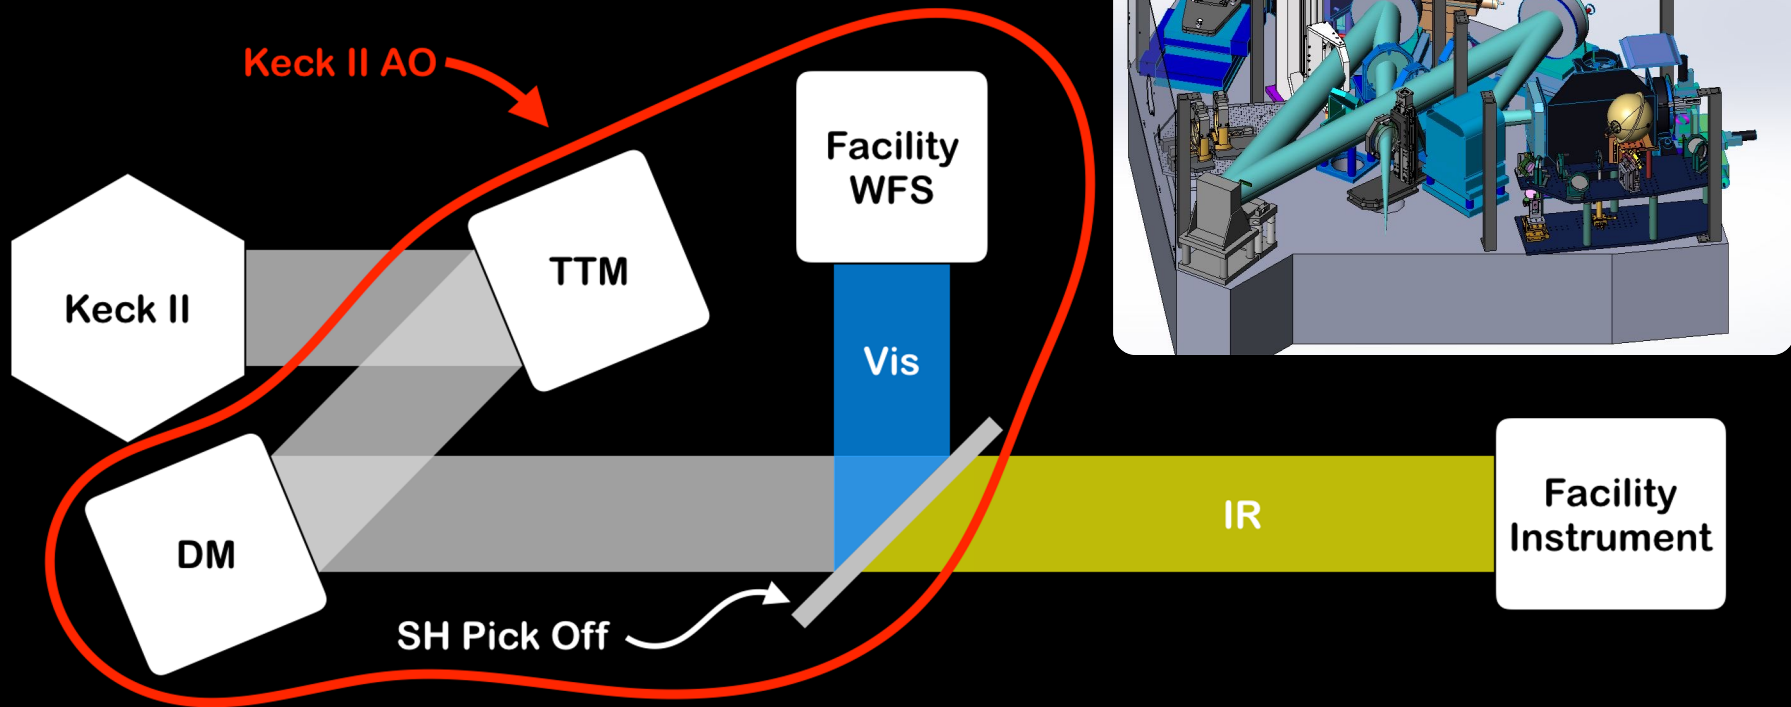 Keck II AO
Facility
WFS
TTM
Keck II
Vis
Facility
Instrument
IR
DM
SH Pick Off